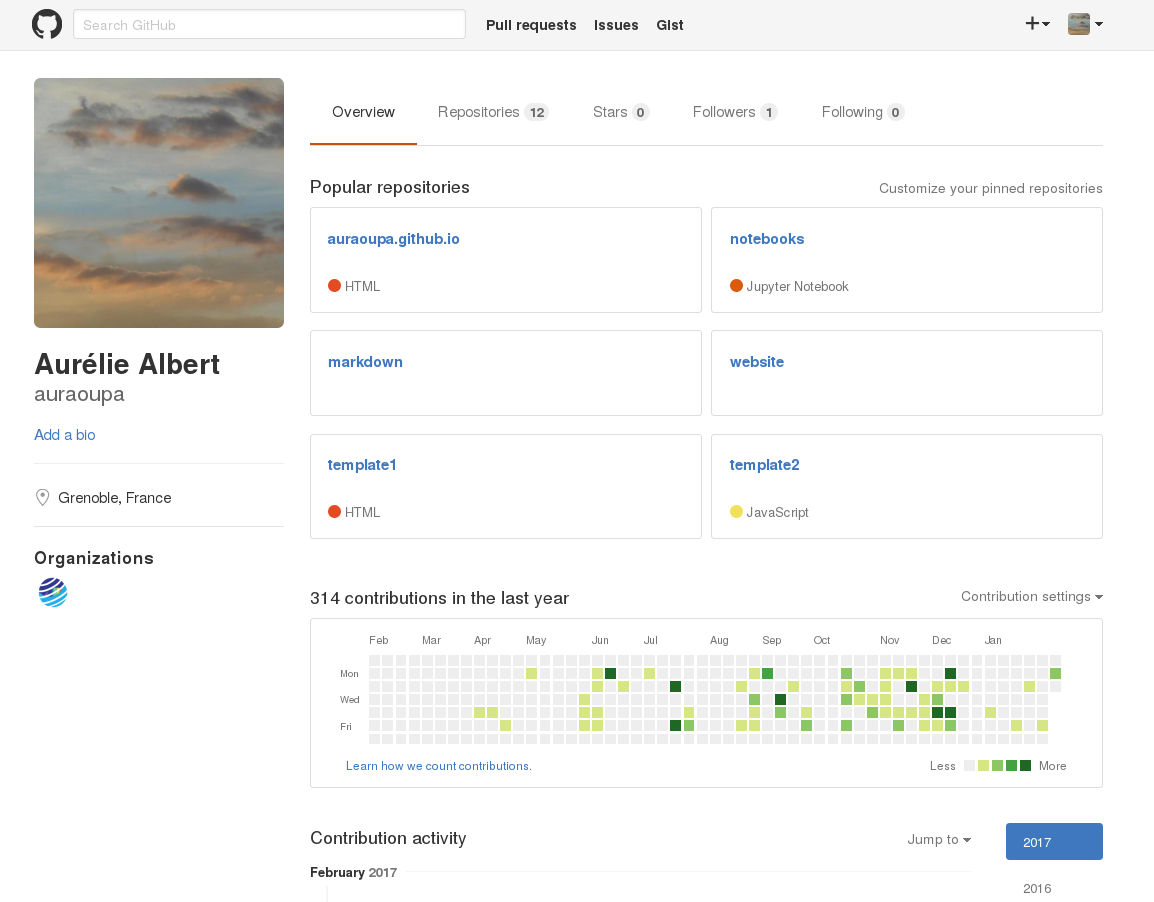 Search GitHub
Pull requests Issues Gist
Overview Repositories 12 Stars 0 Followers 1 Following 0
Aurélie Albert
auraoupa
Add a bio
Grenoble, France
Organizations
Popular repositories
Customize your pinned repositories
auraoupa.github.io
HTML
notebooks
Jupyter Notebook
markdown
website
template1
HTML
template2
JavaScript
314 contributions in the last year
Contribution settings
Feb Mar Apr May Jun Jul Aug Sep Oct Nov Dec Jan
Mon
Wed
Fri
Learn how we count contributions.
Less More
Contribution activity
Jump to
2017
February 2017
2016